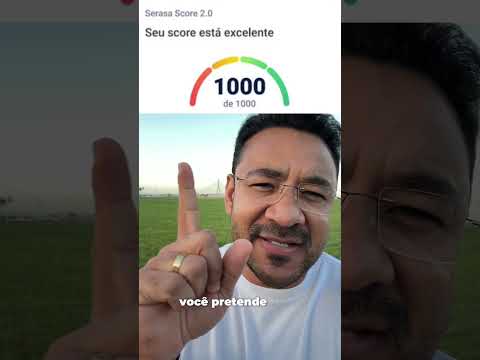 Serasa Score 2.0
Seu score está excelente
1000
de 1000
você pretende